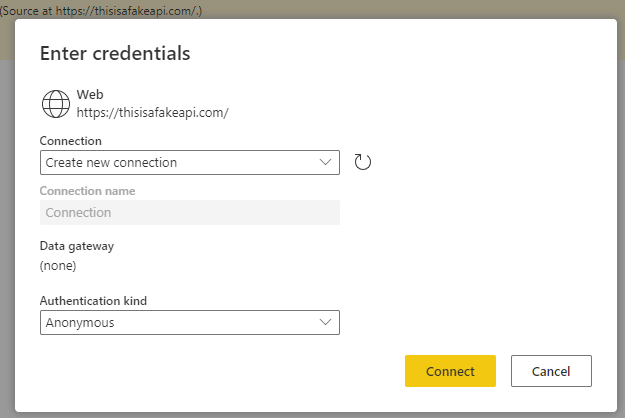 (Source at https://thisisafakeapi.com/.)
Enter credentials
Web
https://thisisafakeapi.com/
Connection
Create new connection
Connection name
Connection
Data gateway
(none)
Authentication kind
Anonymous
Connect Cancel